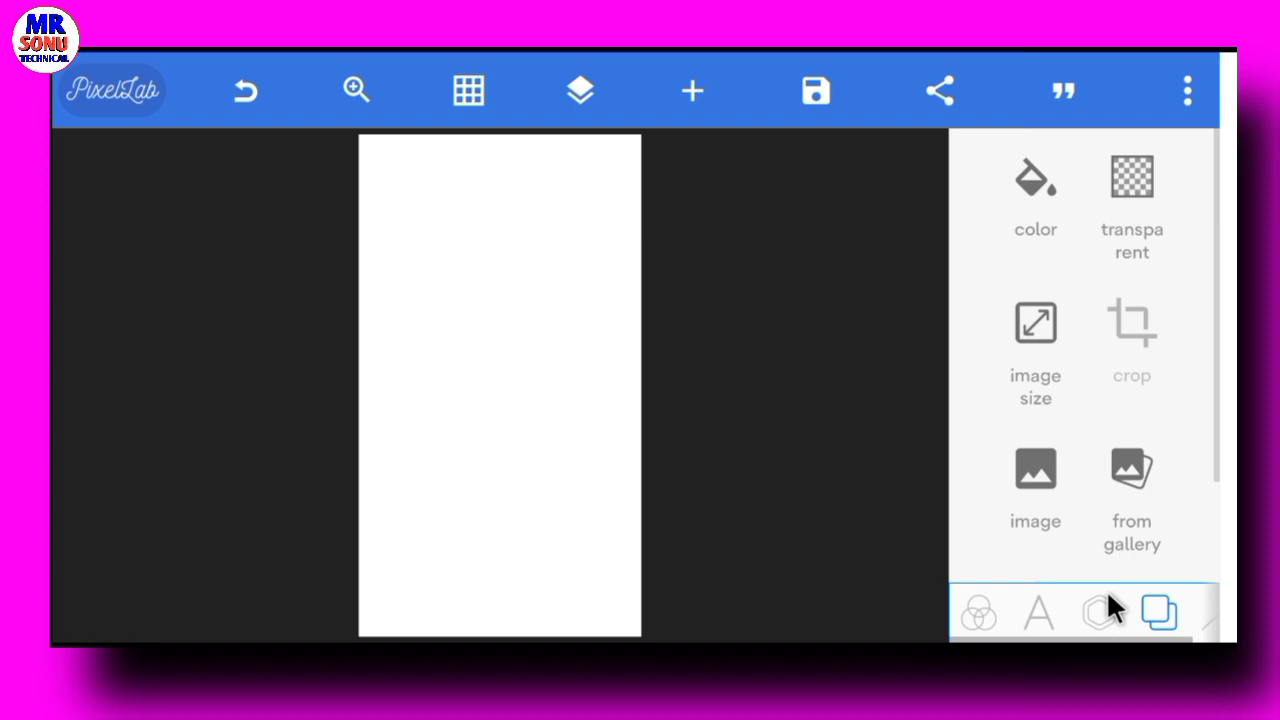 MR
SONU
TECHNICAL
PixelLab
color
transpa
rent
image
size
crop
image
from
gallery